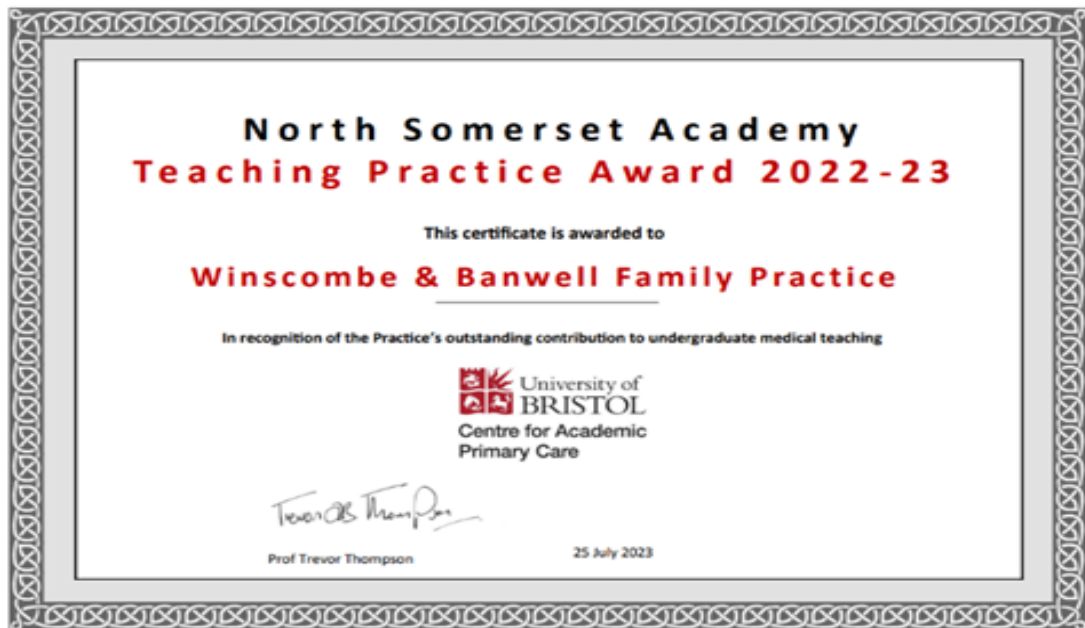 North Somerset Academy
Teaching Practice Award 2022-23
This certificate is awarded to
Winscombe & Banwell Family Practice
In recognition of the Practice's outstanding contribution to undergraduate medical teaching
University of
BRISTOL
Centre for Academic
Primary Care
Trevor Thompson
Prof Trevor Thompson
25 July 2023